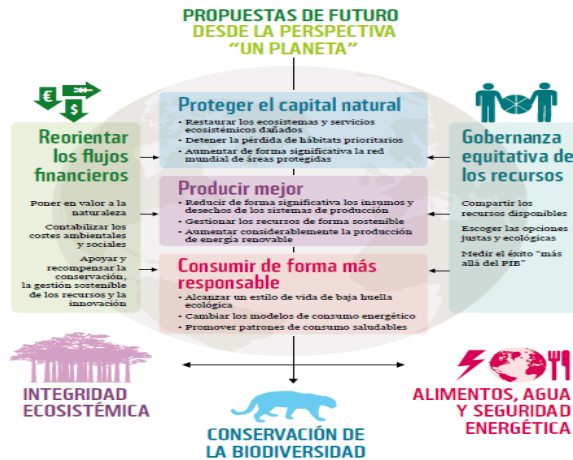 PROPUESTAS DE FUTURO
DESDE LA PERSPECTIVA
“UN PLANETA”
€
$
Reorientar
los flujos
financieros
Poner en valor a la
naturaleza
Contabilizar los
costes ambientales
y sociales
Apoyar y
recompensar la
conservación,
la gestión sostenible
de los recursos y la
innovación
Proteger el capital natural
• Restaurar los ecosistemas y servicios
ecosistémicos dañados
• Detener la pérdida de hábitats prioritarios
• Aumentar de forma significativa la red
mundial de áreas protegidas
Producir mejor
• Reducir de forma significativa los insumos y
desechos de los sistemas de producción
• Gestionar los recursos de forma sostenible
• Aumentar considerablemente la producción
de energía renovable
Consumir de forma más
responsable
• Alcanzar un estilo de vida de baja huella
ecológica
• Cambiar los modelos de consumo energético
• Promover patrones de consumo saludables
Gobernanza
equitativa de
los recursos
Compartir los
recursos disponibles
Escoger las opciones
justas y ecológicas
Medir el éxito “más
allá del PIB”
INTEGRIDAD
ECOSISTÉMICA
CONSERVACIÓN DE
LA BIODIVERSIDAD
ALIMENTOS, AGUA
Y SEGURIDAD
ENERGÉTICA